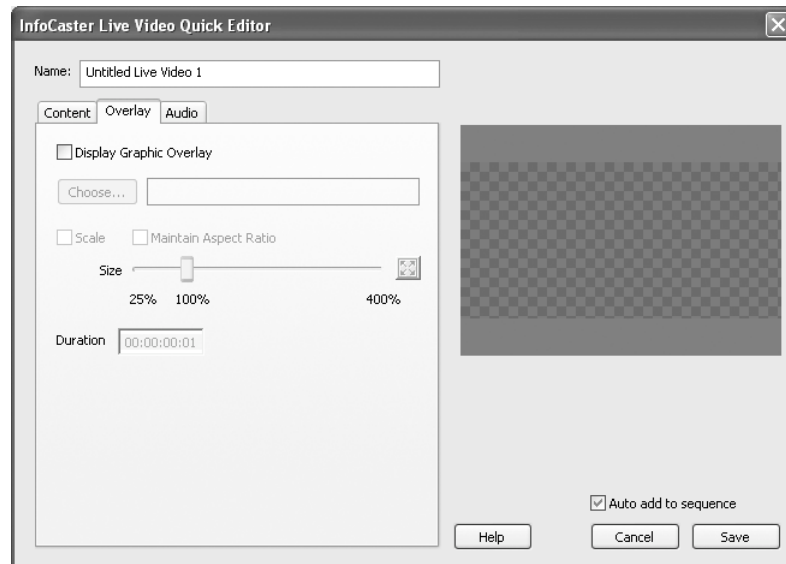 InfoCaster Live Video Quick Editor
Name: Untitled Live Video 1
Content Overlay Audio
Display Graphic Overlay
Choose...
Scale Maintain Aspect Ratio
Size
25% 100% 400%
Duration 00:00:00:01
Auto add to sequence
Help Cancel Save